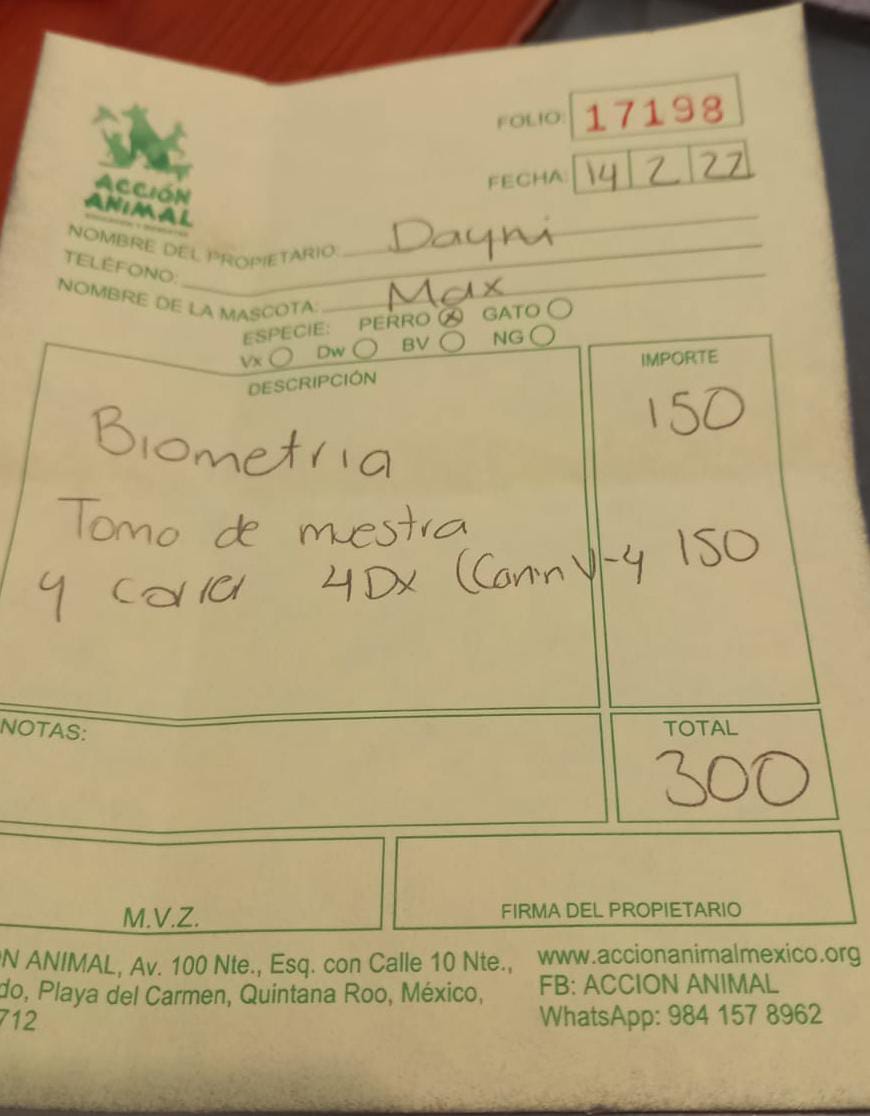 FOLIO: 17198
FECHA: 14 2 22
ACCIÓN
ANIMAL
NOMBRE DEL PROPIETARIO: Dayni
TELÉFONO:
NOMBRE DE LA MASCOTA: Max
ESPECIE: PERRO GATO
Vx Dw BV NG
DESCRIPCIÓN IMPORTE
Biometria 150
Tomo de muestra
y correr 4Dx (Canin V-4 150
NOTAS: TOTAL
300
M.V.Z. FIRMA DEL PROPIETARIO
N ANIMAL, Av. 100 Nte., Esq. con Calle 10 Nte., www.accionanimalmexico.org
do, Playa del Carmen, Quintana Roo, México, FB: ACCION ANIMAL
712 WhatsApp: 984 157 8962